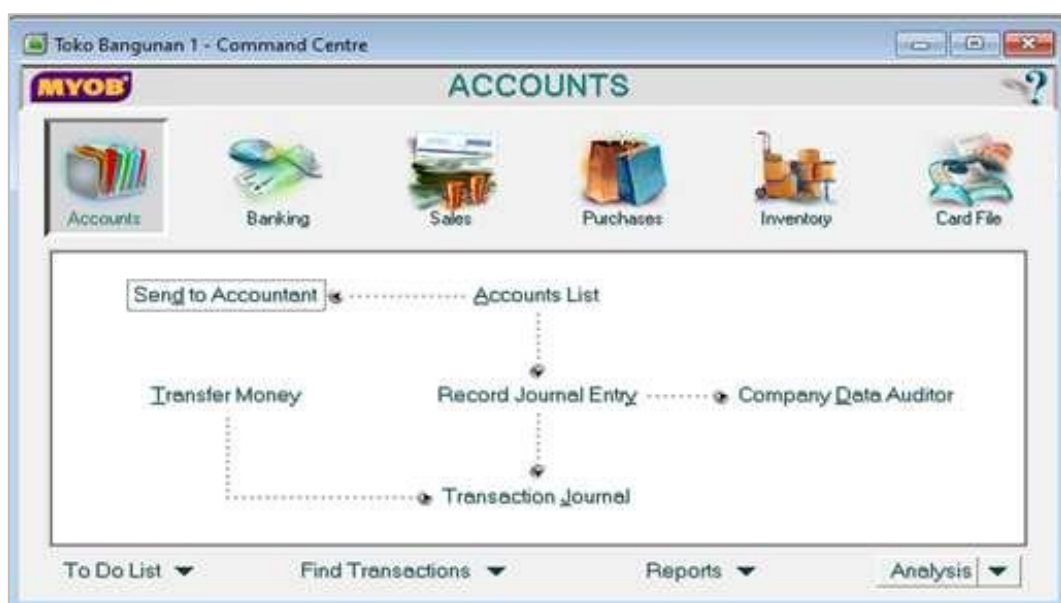 Toko Bangunan 1 - Command Centre
MYOB ACCOUNTS
Accounts Banking Sales Purchases Inventory Card File
Send to Accountant Accounts List
Transfer Money Record Journal Entry Company Data Auditor
Transaction Journal
To Do List Find Transactions Reports Analysis